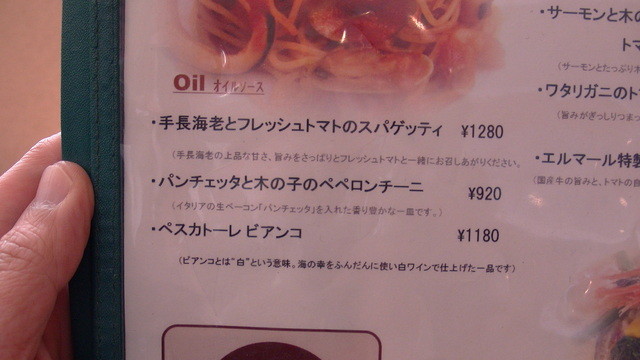 Oil オイルソース
・手長海老とフレッシュトマトのスパゲッティ ¥1280
(手長海老の上品な甘さ、旨みをさっぱりとフレッシュトマトと一緒にお召しあがりください。
・パンチェッタと木の子のペペロンチーニ ¥920
(イタリアの生ベーコン「パンチェッタ」を入れた香り豊かな一皿です。)
・ペスカトーレ ビアンコ ¥1180
(ビアンコとは"白"という意味。海の幸をふんだんに使い白ワインで仕上げた一品です)
・サーモンと木の
トマ
(サーモンとたっぷり木
・ワタリガニのト
(旨みがぎっしりつまっ
・エルマール特製
(国産牛の旨みと、トマトの自